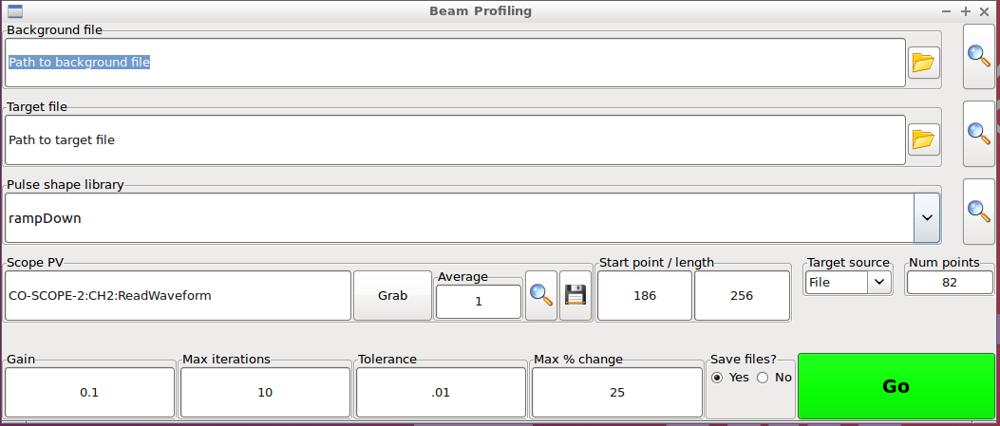 Beam Profiling
Background file
Path to background file
Target file
Path to target file
Pulse shape library
rampDown
Scope PV
CO-SCOPE-2:CH2:ReadWaveform
Grab
Average
1
Start point / length
186
256
Target source
File
Num points
82
Gain
0.1
Max iterations
10
Tolerance
.01
Max % change
25
Save files?
Yes No
Go